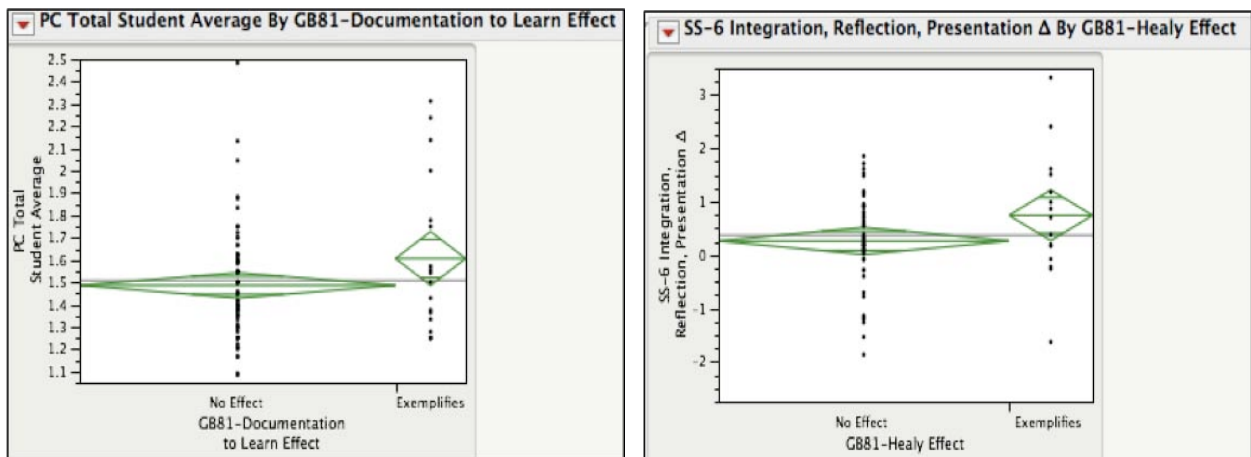 PC Total Student Average By GB81-Documentation to Learn Effect
2.5
2.4
2.3
2.2
2.1
2
1.9
1.8
1.7
1.6
1.5
1.4
1.3
1.2
1.1
PC Total
Student Average
No Effect
Exemplifies
GB81-Documentation
to Learn Effect
SS-6 Integration, Reflection, Presentation Δ By GB81-Healy Effect
3
2
1
0
-1
-2
SS-6 Integration,
Reflection, Presentation Δ
No Effect
Exemplifies
GB81-Healy Effect